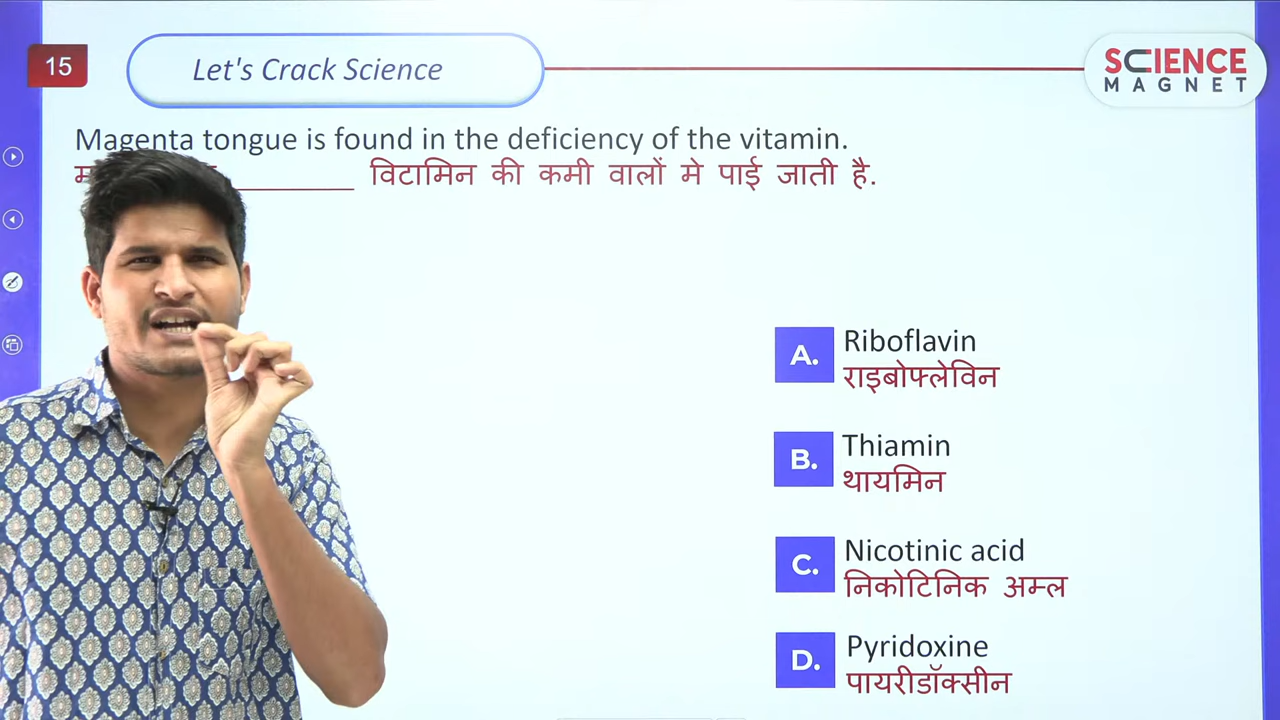 15
Let's Crack Science
SCIENCE
MAGNET
Magenta tongue is found in the deficiency of the vitamin.
__________ विटामिन की कमी वालों मे पाई जाती है.
A. Riboflavin
राइबोफ्लेविन
B. Thiamin
थायमिन
C. Nicotinic acid
निकोटिनिक अम्ल
D. Pyridoxine
पायरीडॉक्सीन